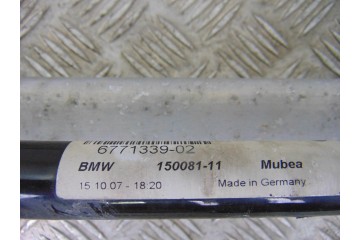 6771339-02
BMW 150081-11 Mubea
15.10.07 - 18:20 Made in Germany